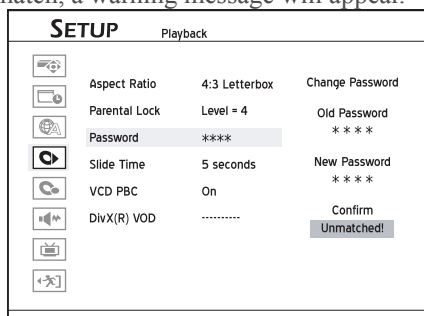 match, a warning message will appear.
SETUP Playback
Aspect Ratio 4:3 Letterbox Change Password
Parental Lock Level = 4 Old Password
****
Password ****
Slide Time 5 seconds New Password
****
VCD PBC On
Confirm
DivX(R) VOD ----------
Unmatched!